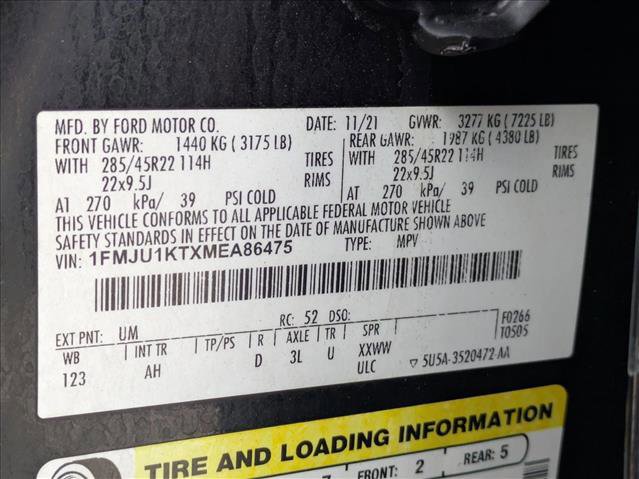 MFD. BY FORD MOTOR CO. DATE: 11/21 GVWR: 3277 KG ( 7225 LB)
FRONT GAWR: 1440 KG ( 3175 LB) REAR GAWR: 1987 KG ( 4380 LB)
WITH 285/45R22 114H TIRES WITH 285/45R22 114H TIRES
22x9.5J RIMS 22x9.5J RIMS
AT 270 kPa/ 39 PSI COLD AT 270 kPa/ 39 PSI COLD
THIS VEHICLE CONFORMS TO ALL APPLICABLE FEDERAL MOTOR VEHICLE
SAFETY STANDARDS IN EFFECT ON THE DATE OF MANUFACTURE SHOWN ABOVE
VIN: 1FMJU1KTXMEA86475 TYPE: MPV
EXT PNT: UM RC: 52 DSO: F0266
WB INT TR TP/PS R AXLE TR SPR T0505
123 AH D 3L U XXWW
ULC ▽ 5U5A-3520472-AA
TIRE AND LOADING INFORMATION
7 FRONT: 2 REAR: 5